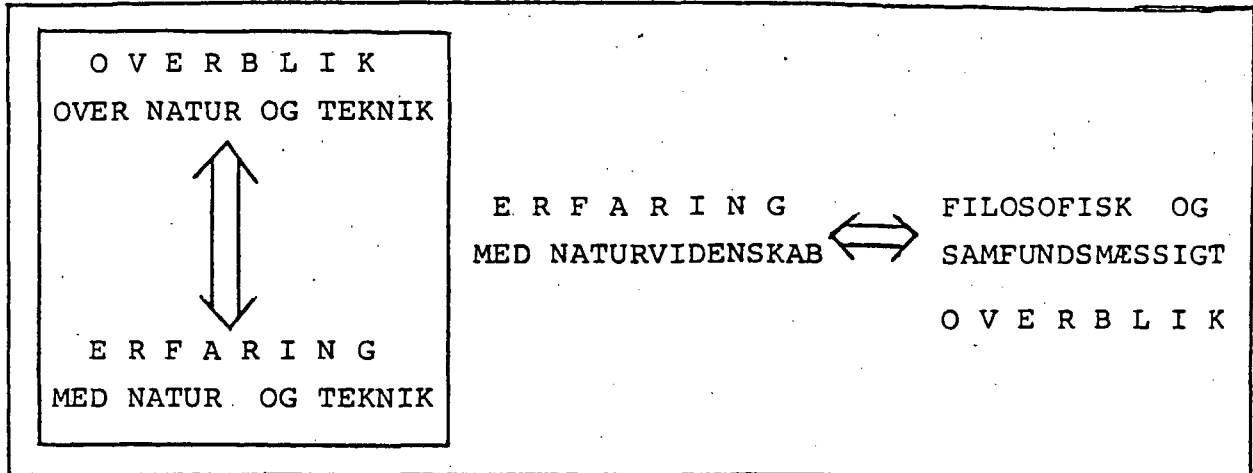 O V E R B L I K
OVER NATUR OG TEKNIK
E R F A R I N G
MED NATUR OG TEKNIK
E R F A R I N G
MED NATURVIDENSKAB
FILOSOFISK OG
SAMFUNDSMÆSSIGT
O V E R B L I K